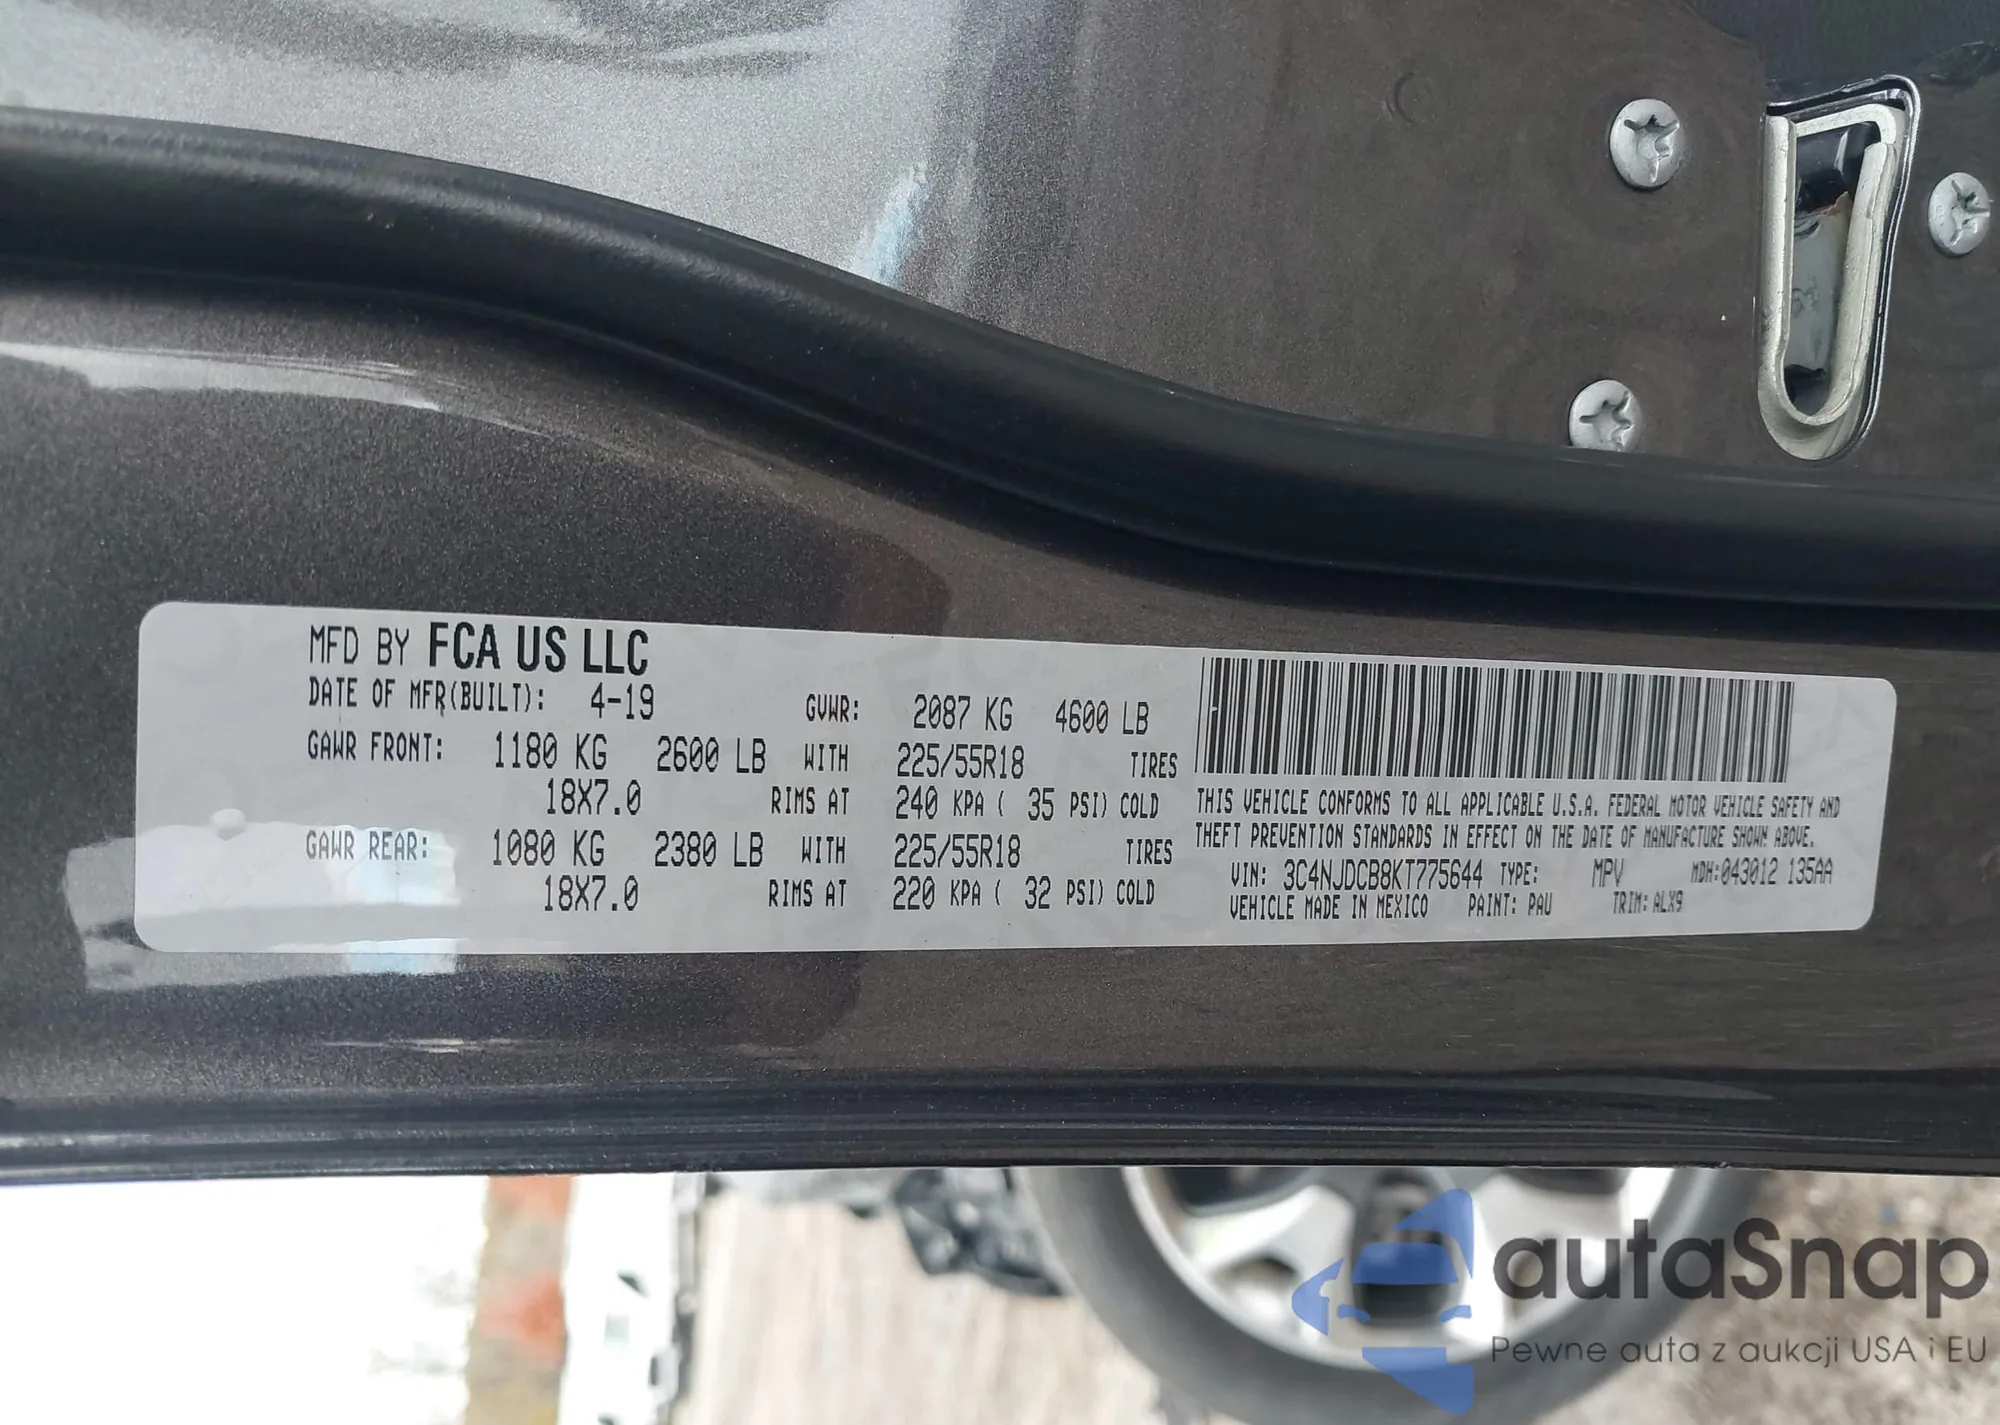 MFD BY FCA US LLC
DATE OF MFR(BUILT): 4-19 GVWR: 2087 KG 4600 LB
GAWR FRONT: 1180 KG 2600 LB WITH 225/55R18 TIRES
18X7.0 RIMS AT 240 KPA ( 35 PSI) COLD
GAWR REAR: 1080 KG 2380 LB WITH 225/55R18 TIRES
18X7.0 RIMS AT 220 KPA ( 32 PSI) COLD
THIS VEHICLE CONFORMS TO ALL APPLICABLE U.S.A. FEDERAL MOTOR VEHICLE SAFETY AND
THEFT PREVENTION STANDARDS IN EFFECT ON THE DATE OF MANUFACTURE SHOWN ABOVE.
VIN: 3C4NJDCB8KT775644 TYPE: MPV MDH:043012 135AA
VEHICLE MADE IN MEXICO PAINT: PAU TRIM: ALX9
autaSnap
Pewne auta z aukcji USA i EU